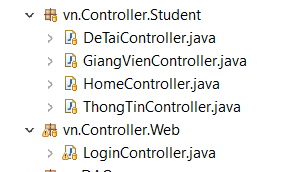 vn.Controller.Student
DeTaiController.java
GiangVienController.java
HomeController.java
ThongTinController.java
vn.Controller.Web
LoginController.java